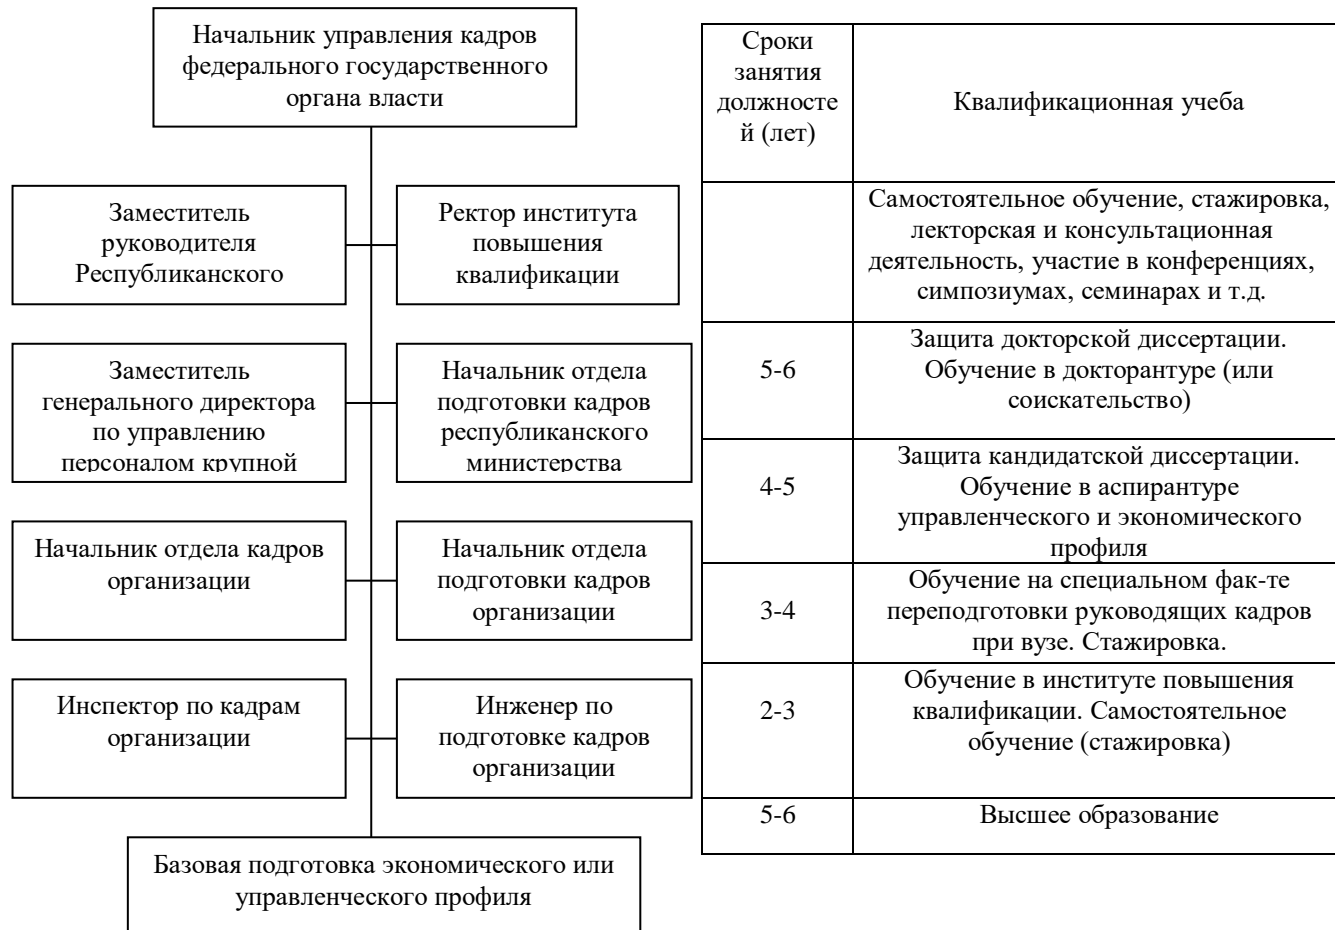 Начальник управления кадров
федерального государственного
органа власти
Заместитель
руководителя
Республиканского
Ректор института
повышения
квалификации
Заместитель
генерального директора
по управлению
персоналом крупной
Начальник отдела
подготовки кадров
республиканского
министерства
Начальник отдела кадров
организации
Начальник отдела
подготовки кадров
организации
Инспектор по кадрам
организации
Инженер по
подготовке кадров
организации
Базовая подготовка экономического или
управленческого профиля
Сроки
занятия
должносте
й (лет)
Квалификационная учеба
Самостоятельное обучение, стажировка,
лекторская и консультационная
деятельность, участие в конференциях,
симпозиумах, семинарах и т.д.
5-6
Защита докторской диссертации.
Обучение в докторантуре (или
соискательство)
4-5
Защита кандидатской диссертации.
Обучение в аспирантуре
управленческого и экономического
профиля
3-4
Обучение на специальном фак-те
переподготовки руководящих кадров
при вузе. Стажировка.
2-3
Обучение в институте повышения
квалификации. Самостоятельное
обучение (стажировка)
5-6
Высшее образование